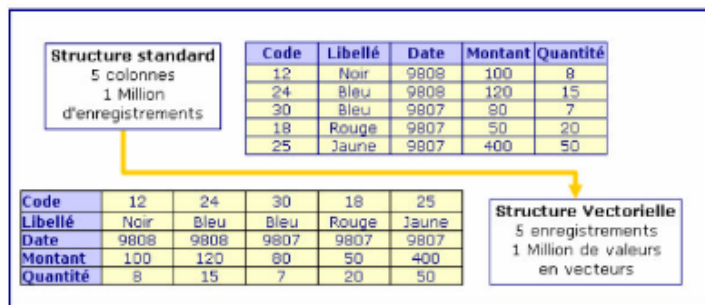 Structure standard
5 colonnes
1 Million
d'enregistrements
Code Libellé Date Montant Quantité
12 Noir 9808 100 8
24 Bleu 9808 120 15
30 Bleu 9807 80 7
18 Rouge 9807 50 20
25 Jaune 9807 400 50
Code 12 24 30 18 25
Libellé Noir Bleu Bleu Rouge Jaune
Date 9808 9808 9807 9807 9807
Montant 100 120 80 50 400
Quantité 8 15 7 20 50
Structure Vectorielle
5 enregistrements
1 Million de valeurs
en vecteurs